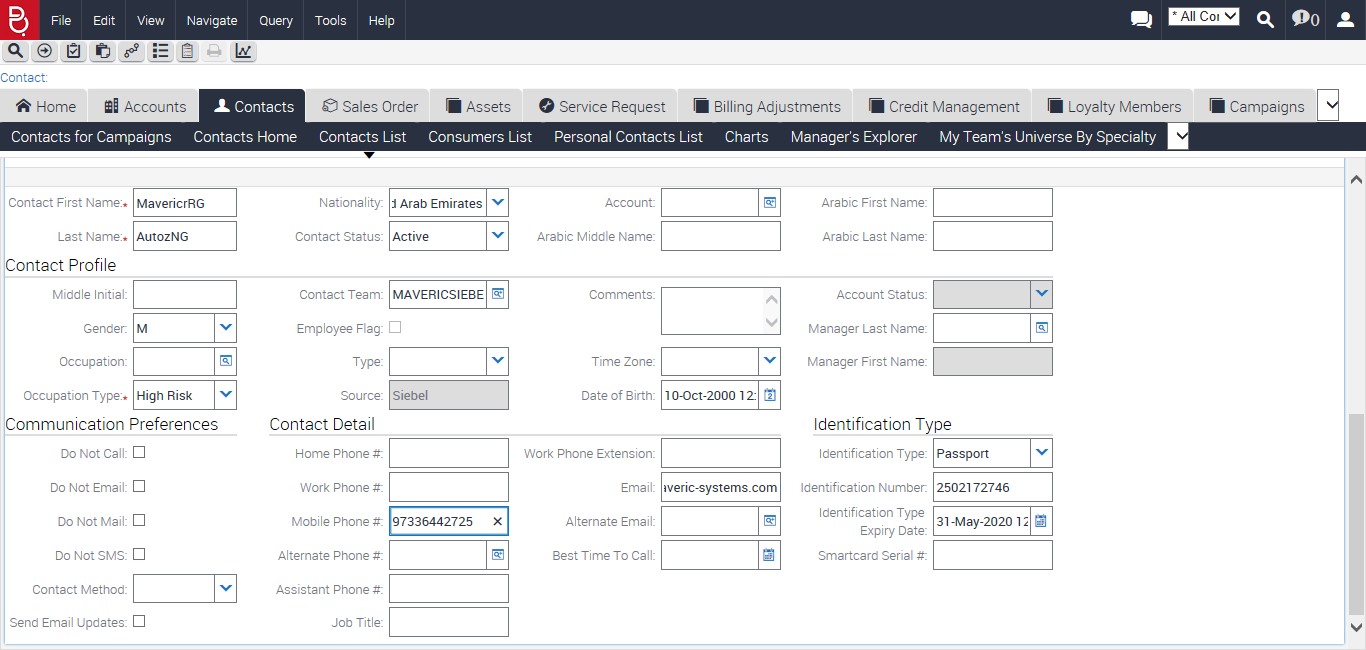 File Edit View Navigate Query Tools Help * All Cor 0
Contact:
Home Accounts Contacts Sales Order Assets Service Request Billing Adjustments Credit Management Loyalty Members Campaigns
Contacts for Campaigns Contacts Home Contacts List Consumers List Personal Contacts List Charts Manager's Explorer My Team's Universe By Specialty
Contact First Name:* MavericrRG Nationality: d Arab Emirates Account: Arabic First Name:
Last Name:* AutozNG Contact Status: Active Arabic Middle Name: Arabic Last Name:
Contact Profile
Middle Initial: Contact Team: MAVERICSIEBE Comments: Account Status:
Gender: M Employee Flag: Manager Last Name:
Occupation: Type: Time Zone: Manager First Name:
Occupation Type:* High Risk Source: Siebel Date of Birth: 10-Oct-2000 12:
Communication Preferences Contact Detail Identification Type
Do Not Call: Home Phone #: Work Phone Extension: Identification Type: Passport
Do Not Email: Work Phone #: Email: averic-systems.com Identification Number: 2502172746
Do Not Mail: Mobile Phone #: 97336442725 Alternate Email: Identification Type
Expiry Date: 31-May-2020 12
Do Not SMS: Alternate Phone #: Best Time To Call: Smartcard Serial #:
Contact Method: Assistant Phone #:
Send Email Updates: Job Title: